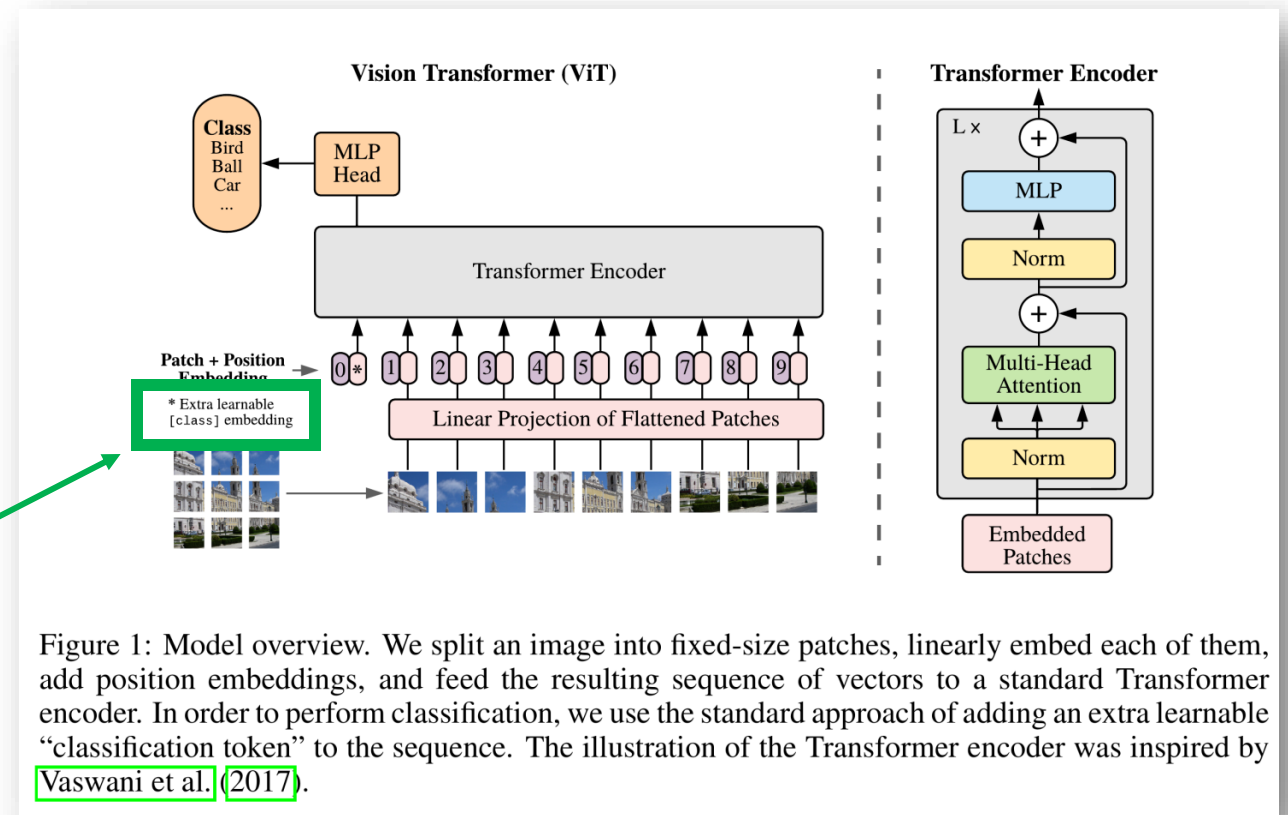 Vision Transformer (ViT)
Transformer Encoder
Class
Bird
Ball
Car
...
MLP
Head
Transformer Encoder
Patch + Position
Embedding
* Extra learnable
[class] embedding
0 * 1 2 3 4 5 6 7 8 9
Linear Projection of Flattened Patches
L x
+
MLP
Norm
+
Multi-Head
Attention
Norm
Embedded
Patches
Figure 1: Model overview. We split an image into fixed-size patches, linearly embed each of them,
add position embeddings, and feed the resulting sequence of vectors to a standard Transformer
encoder. In order to perform classification, we use the standard approach of adding an extra learnable
“classification token” to the sequence. The illustration of the Transformer encoder was inspired by
Vaswani et al. (2017).